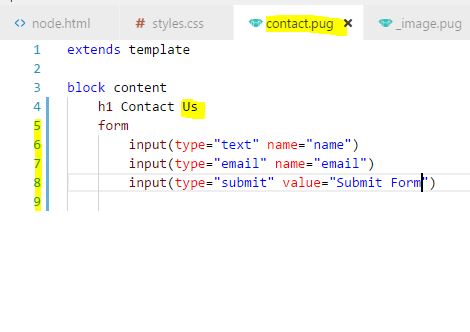 <> node.html # styles.css contact.pug × _image.pug
1 extends template
2
3 block content
4 h1 Contact Us
5 form
6 input(type="text" name="name")
7 input(type="email" name="email")
8 input(type="submit" value="Submit Form")
9